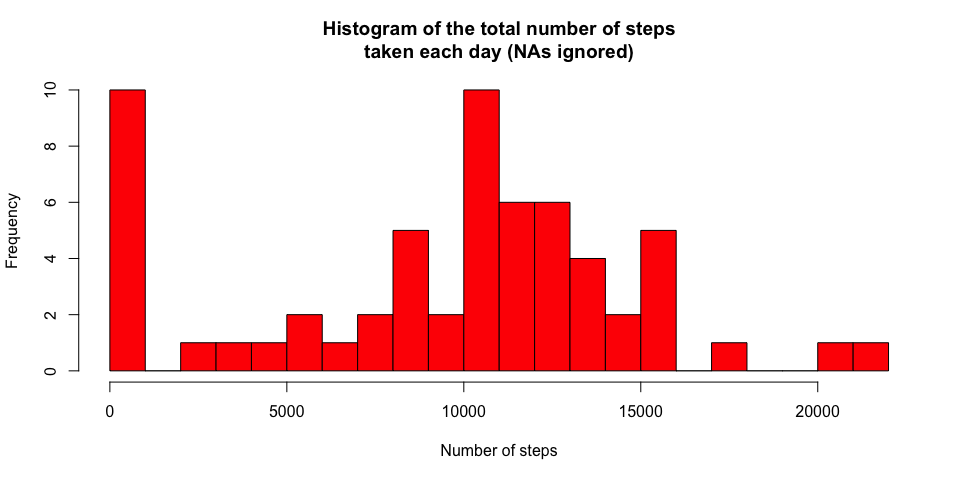 Histogram of the total number of steps
taken each day (NAs ignored)
Frequency
10
8
6
4
2
0
0 5000 10000 15000 20000
Number of steps